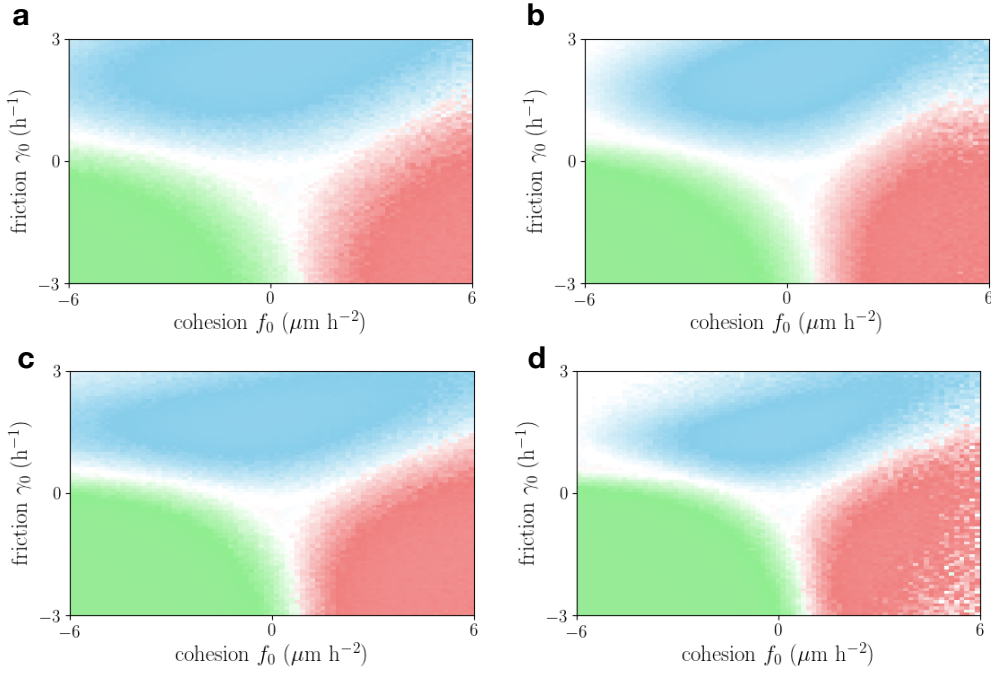 a
3
0
−3
friction γ₀ (h⁻¹)
−6
0
6
cohesion f₀ (μm h⁻²)
b
3
0
−3
friction γ₀ (h⁻¹)
−6
0
6
cohesion f₀ (μm h⁻²)
c
3
0
−3
friction γ₀ (h⁻¹)
−6
0
6
cohesion f₀ (μm h⁻²)
d
3
0
−3
friction γ₀ (h⁻¹)
−6
0
6
cohesion f₀ (μm h⁻²)